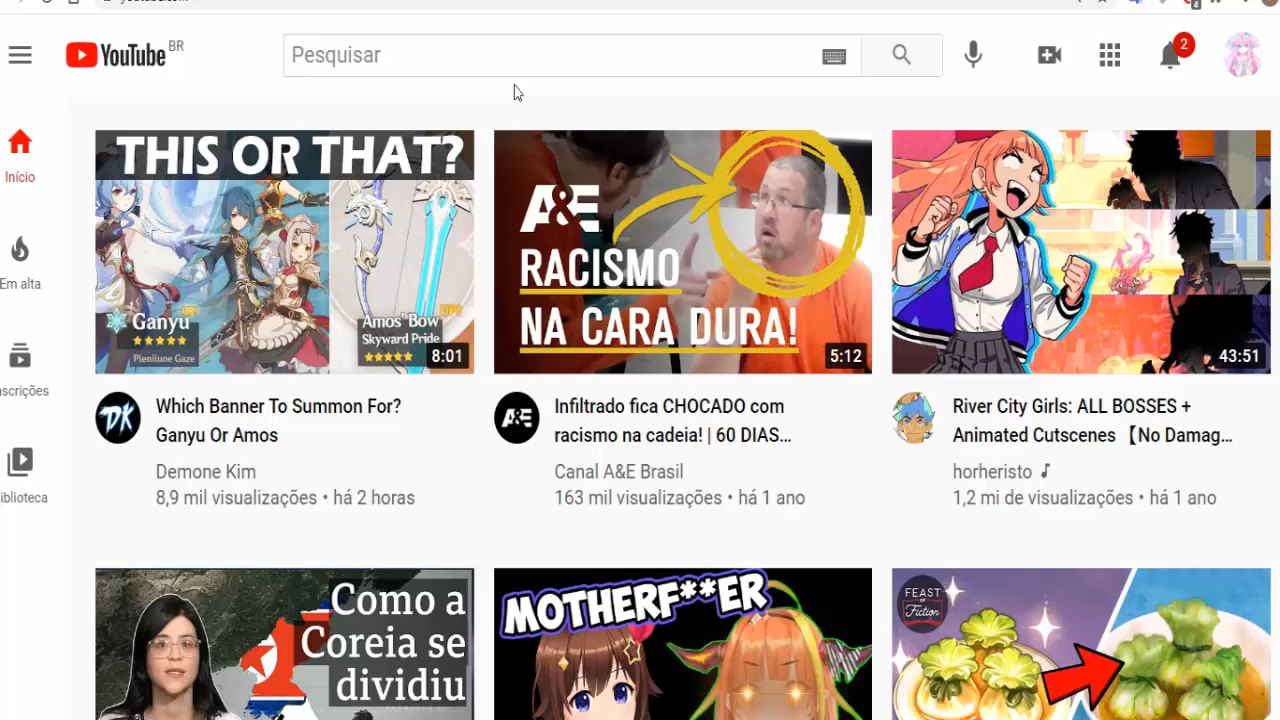 YouTube BR
Pesquisar
2
Início
Em alta
nscrições
iblioteca
THIS OR THAT?
Ganyu
Plenilune Gaze
UP!
Amos' Bow
Skyward Pride
8:01
Which Banner To Summon For?
Ganyu Or Amos
Demone Kim
8,9 mil visualizações • há 2 horas
A&E
RACISMO
NA CARA DURA!
5:12
A&E
Infiltrado fica CHOCADO com
racismo na cadeia! | 60 DIAS...
Canal A&E Brasil
163 mil visualizações • há 1 ano
43:51
River City Girls: ALL BOSSES +
Animated Cutscenes 【No Damag...
horheristo ♪
1,2 mi de visualizações • há 1 ano
Como a
Coreia se
dividiu
MOTHERF**ER
FEAST
OF
Fiction